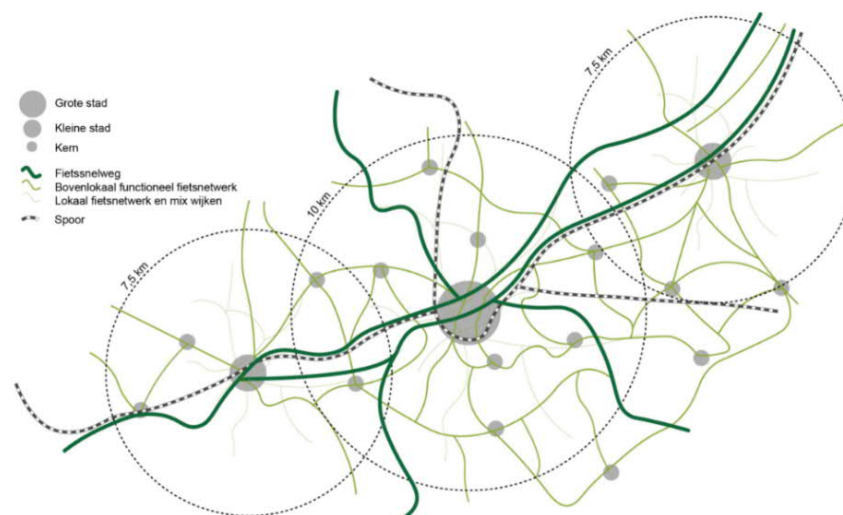 Grote stad
Kleine stad
Kern
Fietssnelweg
Bovenlokaal functioneel fietsnetwerk
Lokaal fietsnetwerk en mix wijken
Spoor
7,5 km
10 km
7,5 km